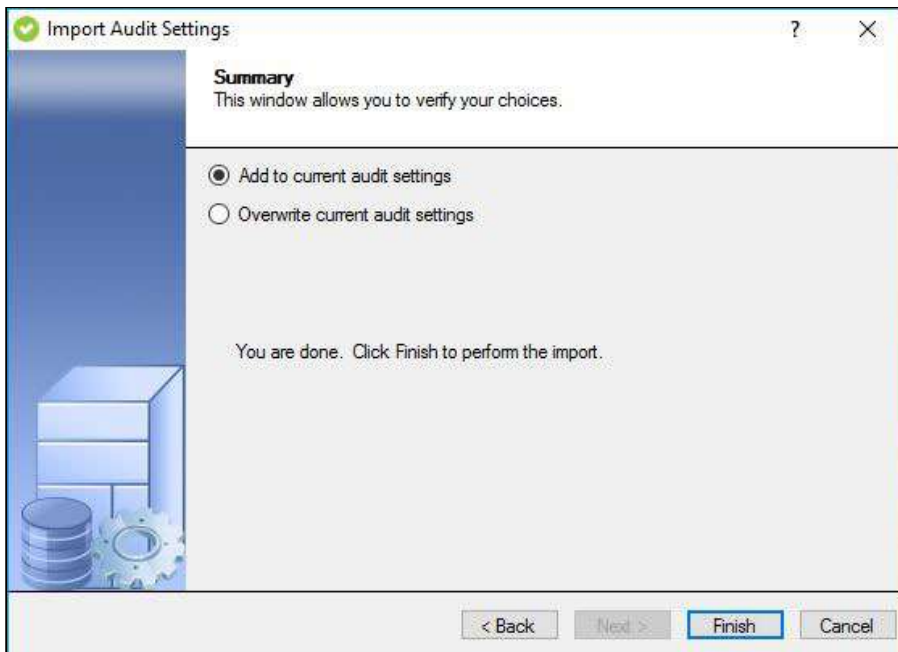 Import Audit Settings ?
Summary
This window allows you to verify your choices.
Add to current audit settings
Overwrite current audit settings
You are done. Click Finish to perform the import.
< Back Next > Finish Cancel